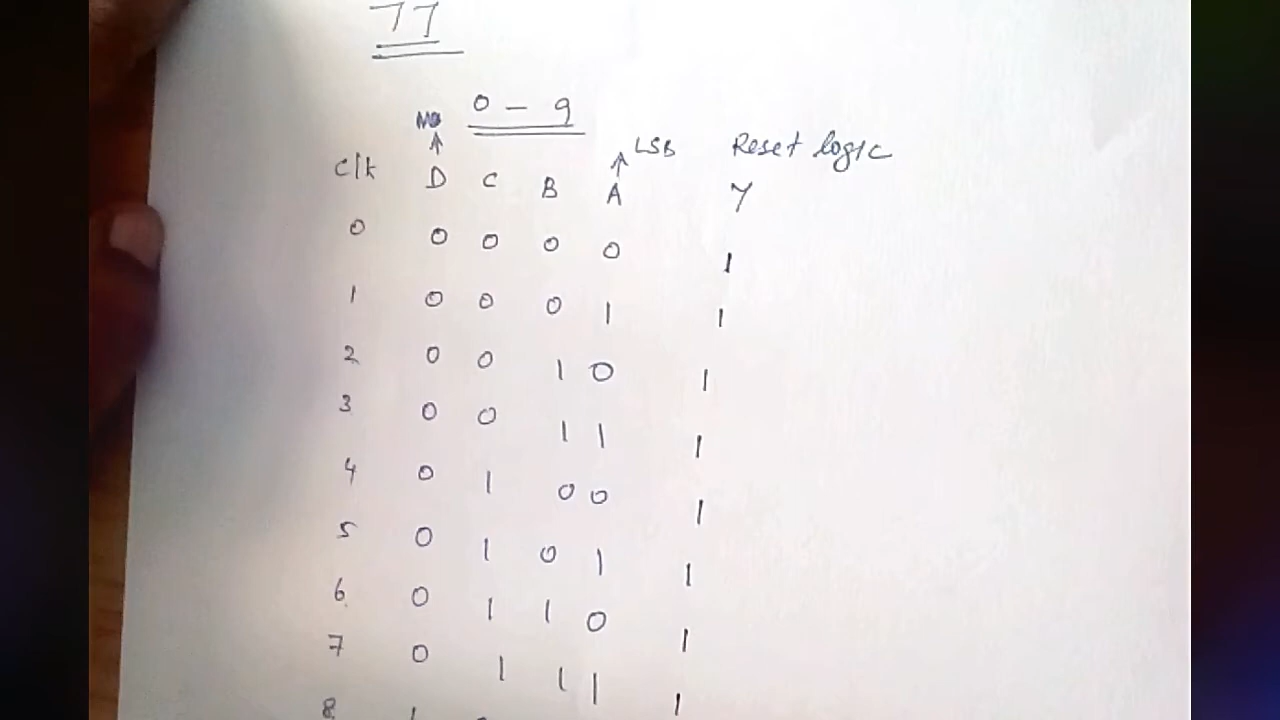 77
0 - 9
LSB Reset logic
Clk D C B A Y
0 0 0 0 0 1
1 0 0 0 1 1
2 0 0 1 0 1
3 0 0 1 1 1
4 0 1 0 0 1
5 0 1 0 1 1
6 0 1 1 0 1
7 0 1 1 1 1
8 1